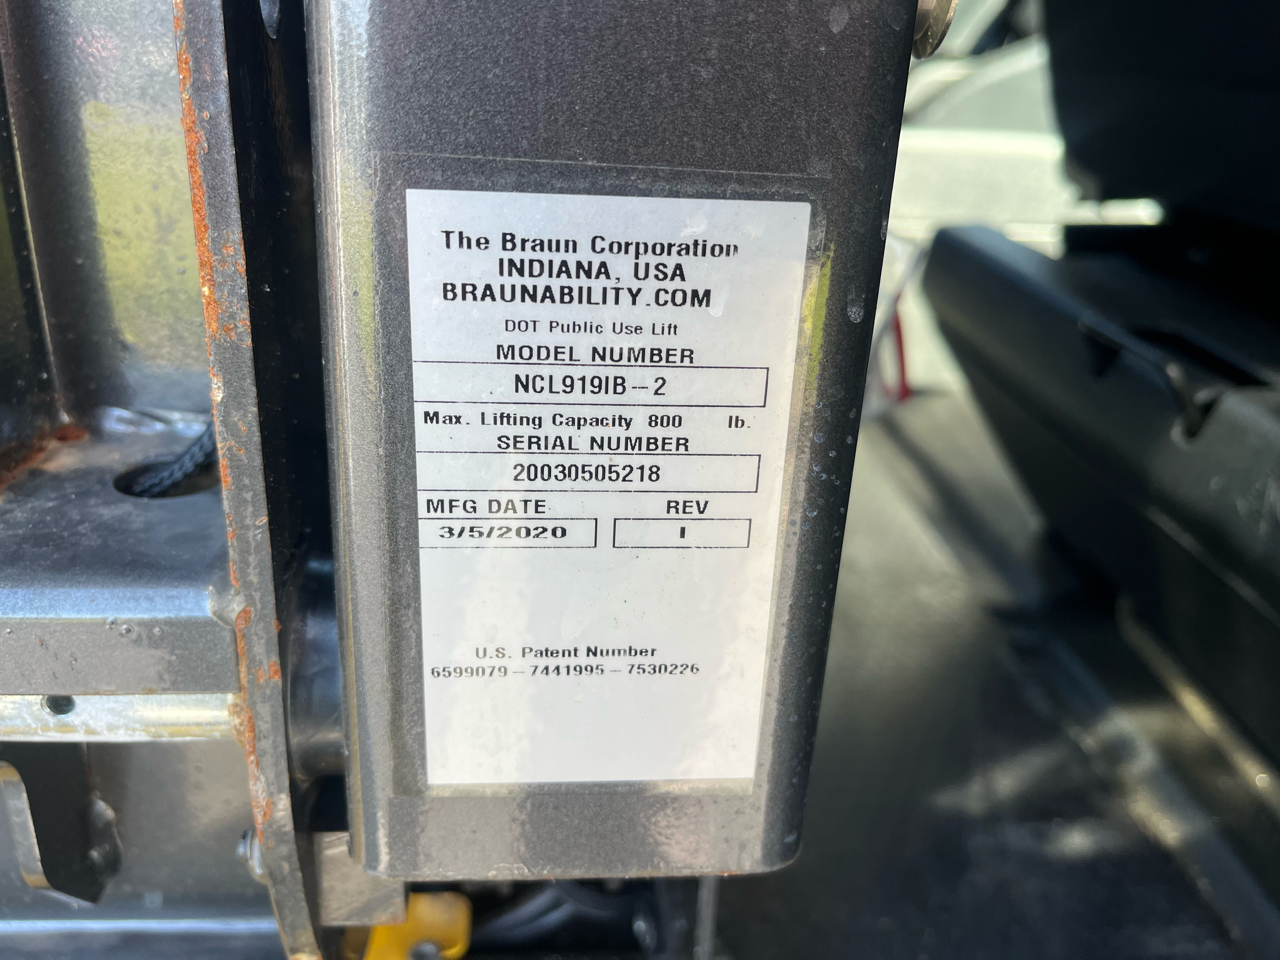 The Braun Corporation
INDIANA, USA
BRAUNABILITY.COM
DOT Public Use Lift
MODEL NUMBER
NCL919IB-2
Max. Lifting Capacity 800 lb.
SERIAL NUMBER
20030505218
MFG DATE REV
3/5/2020 I
U.S. Patent Number
6599079-7441995-7530226